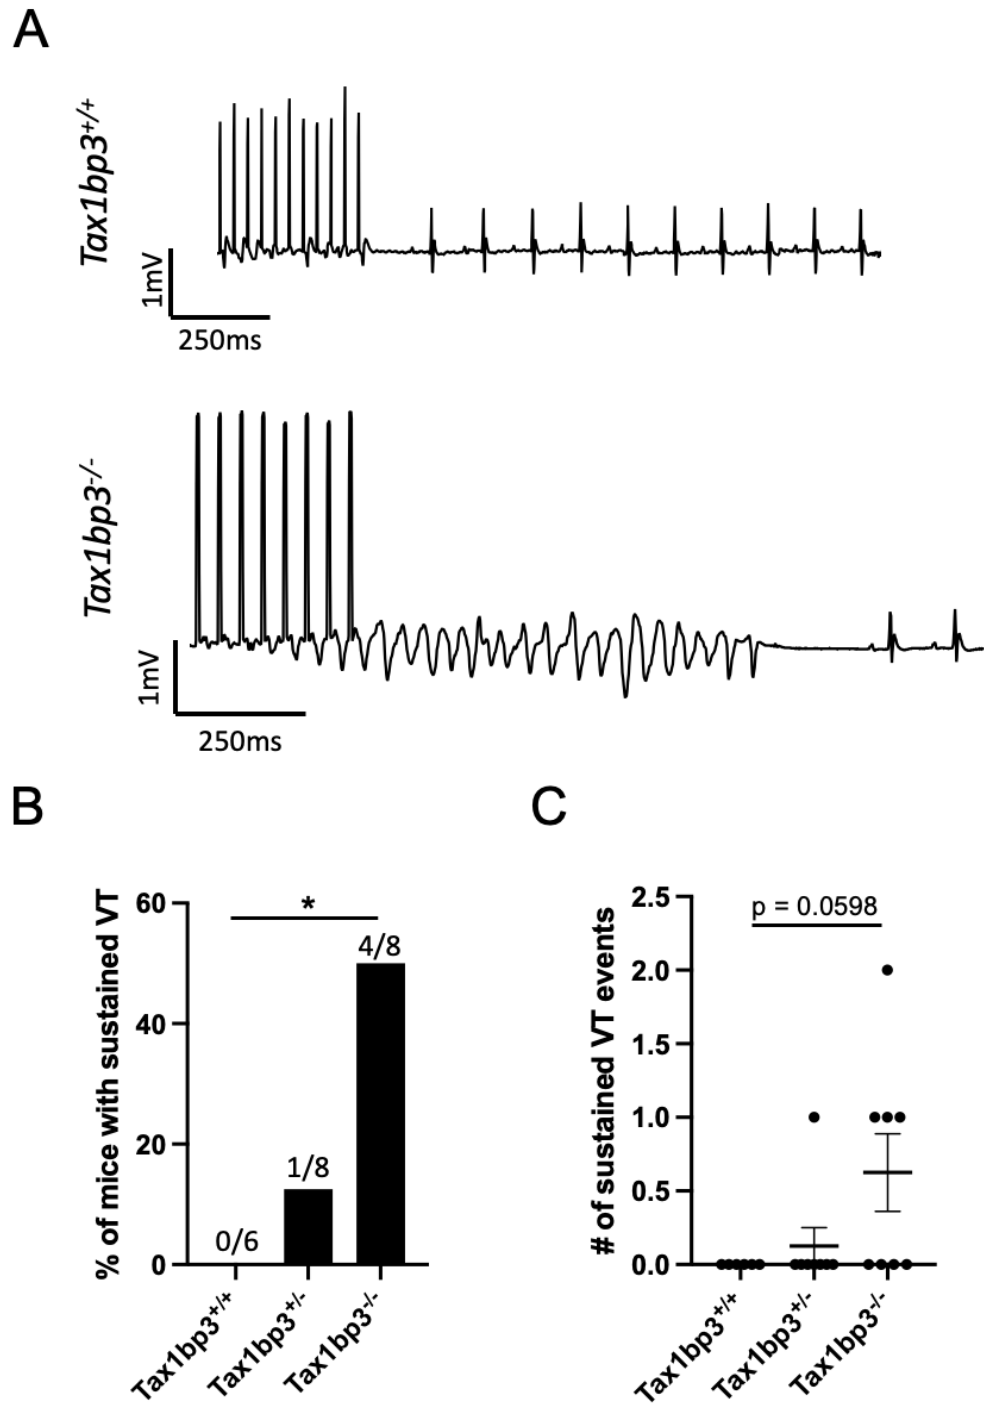 A
Tax1bp3+/+
1mV
250ms
Tax1bp3-/-
1mV
250ms
B
% of mice with sustained VT
60
40
20
0
*
0/6
1/8
4/8
Tax1bp3+/+
Tax1bp3+/-
Tax1bp3-/-
C
# of sustained VT events
2.5
2.0
1.5
1.0
0.5
0.0
p = 0.0598
Tax1bp3+/+
Tax1bp3+/-
Tax1bp3-/-